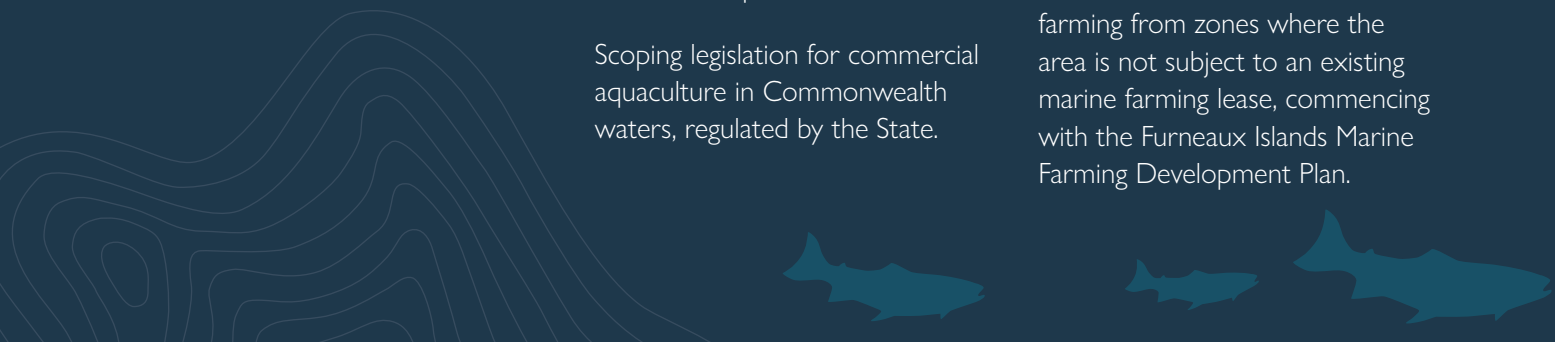 Scoping legislation for commercial
aquaculture in Commonwealth
waters, regulated by the State.
farming from zones where the
area is not subject to an existing
marine farming lease, commencing
with the Furneaux Islands Marine
Farming Development Plan.